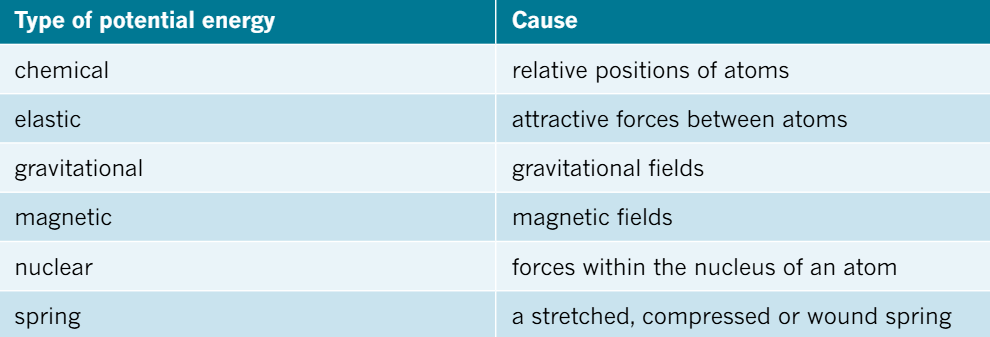 Type of potential energy Cause
chemical relative positions of atoms
elastic attractive forces between atoms
gravitational gravitational fields
magnetic magnetic fields
nuclear forces within the nucleus of an atom
spring a stretched, compressed or wound spring